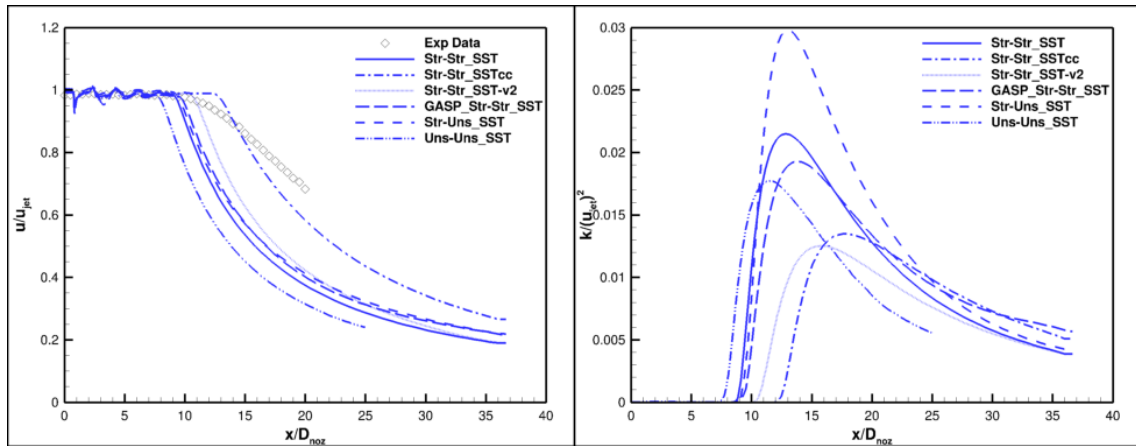 1.2
1
0.8
0.6
0.4
0.2
0
u/u_jet
Exp Data
Str-Str_SST
Str-Str_SSTcc
Str-Str_SST-v2
GASP_Str-Str_SST
Str-Uns_SST
Uns-Uns_SST
0 5 10 15 20 25 30 35 40
x/D_noz
0.03
0.025
0.02
0.015
0.01
0.005
0
k/(u_jet)^2
Str-Str_SST
Str-Str_SSTcc
Str-Str_SST-v2
GASP_Str-Str_SST
Str-Uns_SST
Uns-Uns_SST
0 5 10 15 20 25 30 35 40
x/D_noz